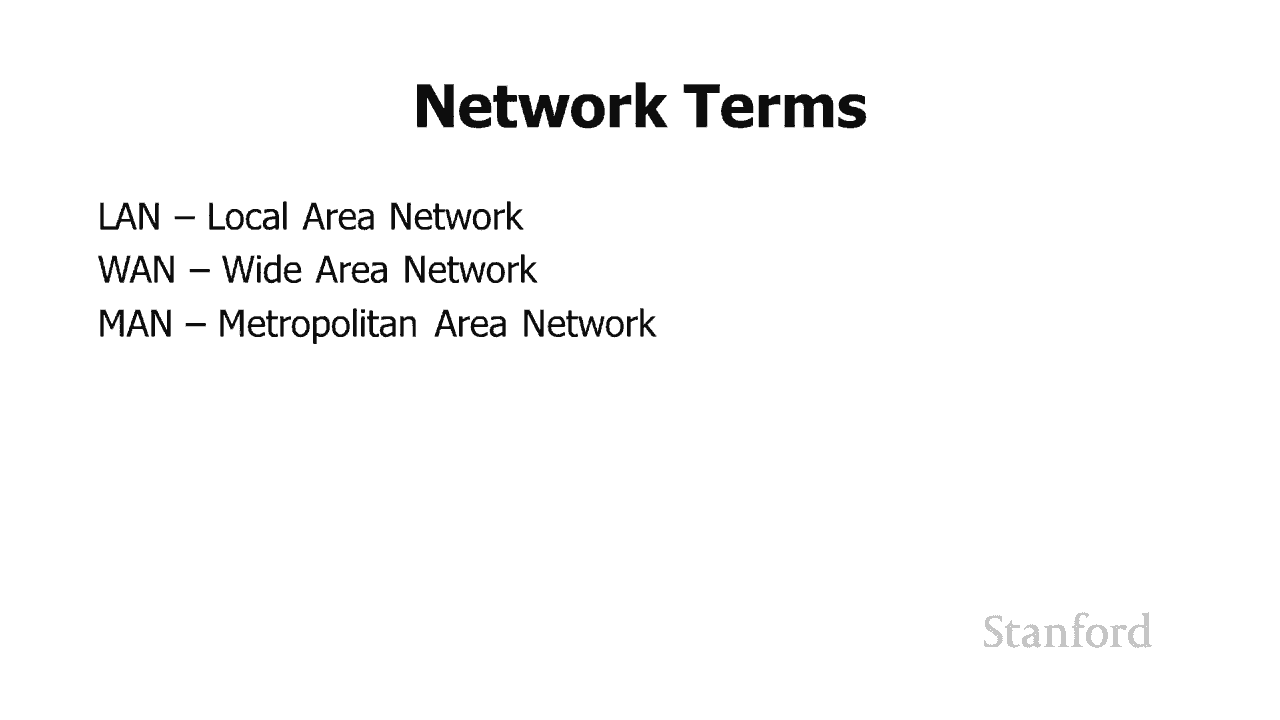 Network Terms
LAN – Local Area Network
WAN – Wide Area Network
MAN – Metropolitan Area Network
Stanford